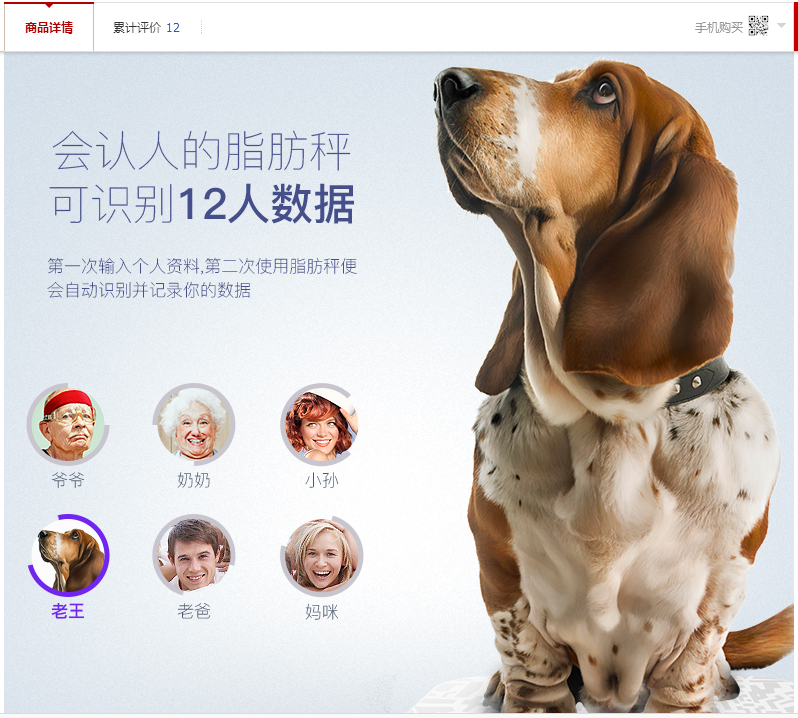 商品详情
累计评价 12
手机购买
会认人的脂肪秤
可识别12人数据
第一次输入个人资料,第二次使用脂肪秤便
会自动识别并记录你的数据
爷爷
奶奶
小孙
老王
老爸
妈咪